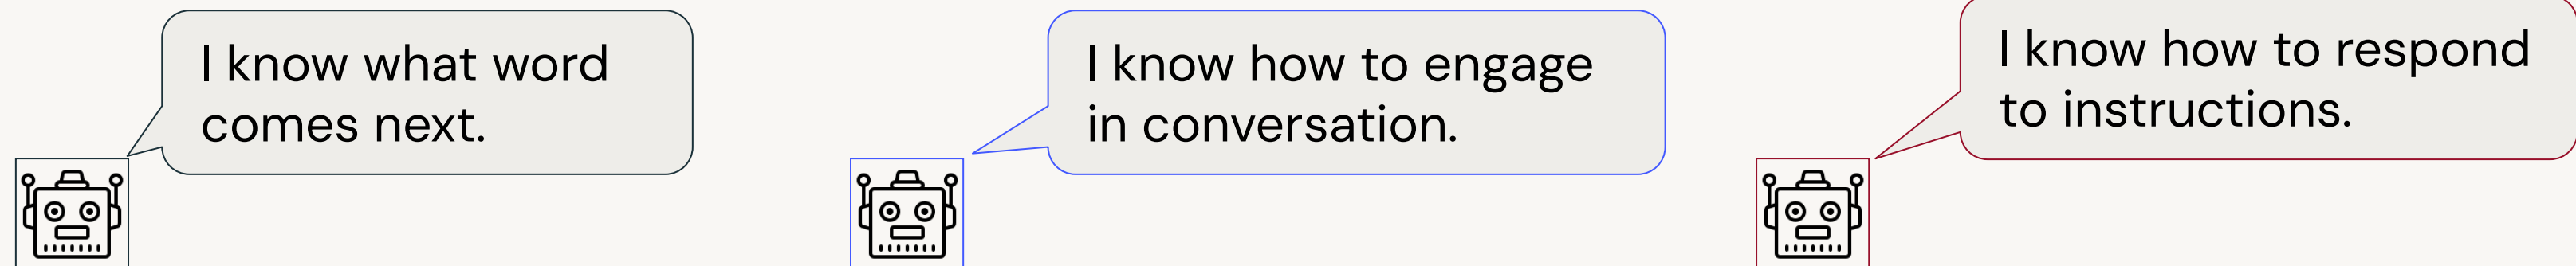 I know what word
comes next.
I know how to engage
in conversation.
I know how to respond
to instructions.